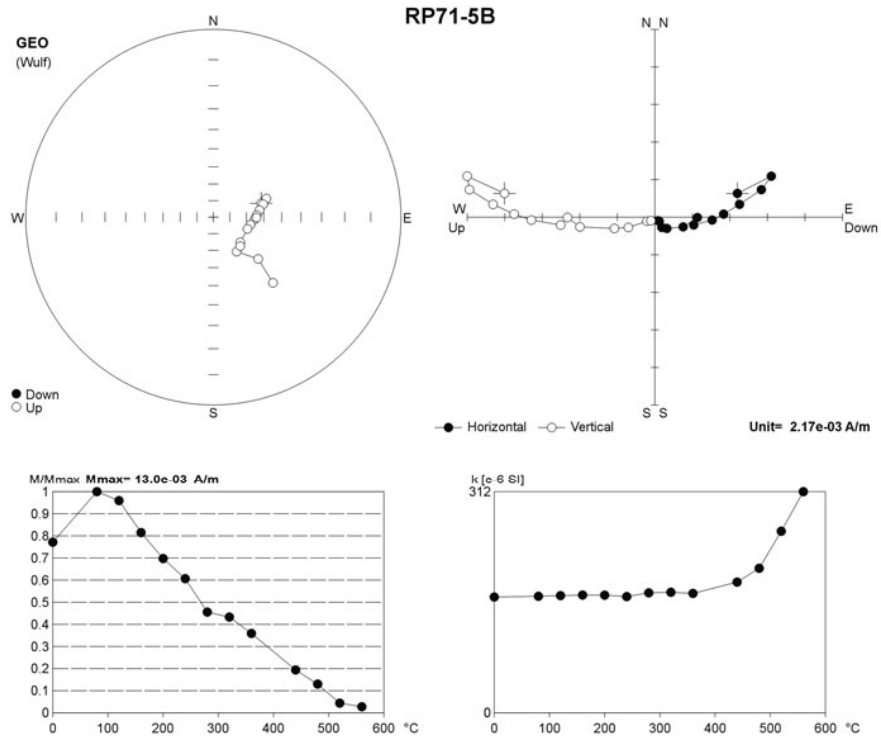 RP71-5B
GEO
(Wulf)
N
W
E
S
Down
Up
N N
W
Up
E
Down
S S
Horizontal
Vertical
Unit= 2.17e-03 A/m
M/Mmax Mmax= 13.0e-03 A/m
1
0.9
0.8
0.7
0.6
0.5
0.4
0.3
0.2
0.1
0
0 100 200 300 400 500 600 °C
k [e-6 SI]
312
0
0 100 200 300 400 500 600 °C